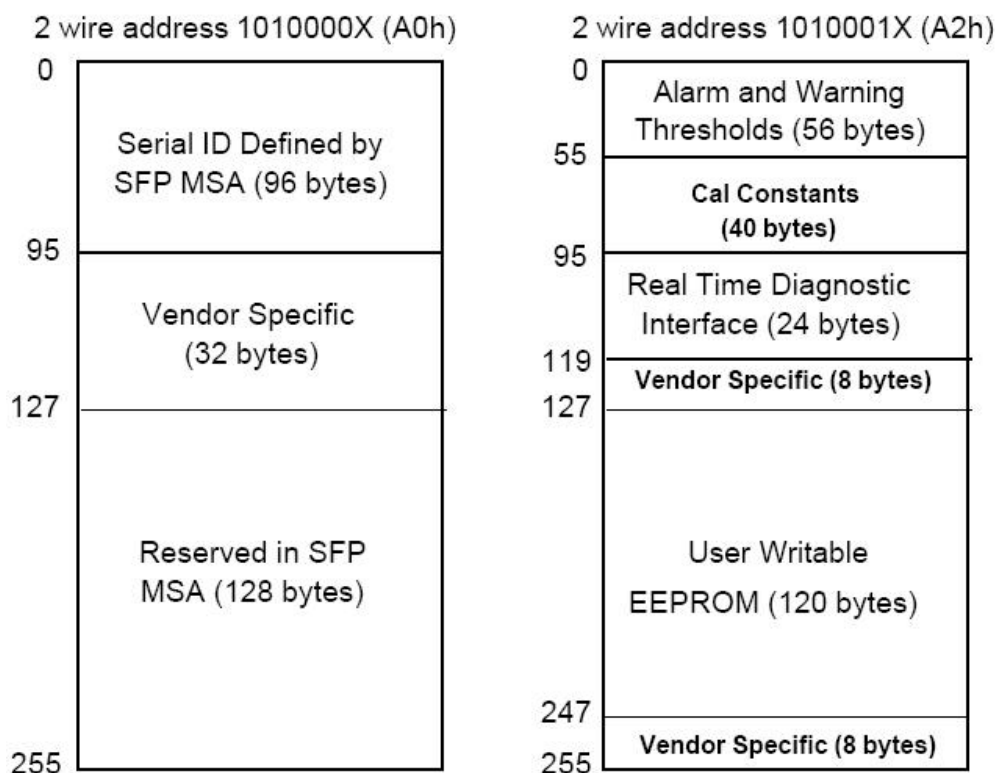 2 wire address 1010000X (A0h)
0
Serial ID Defined by
SFP MSA (96 bytes)
95
Vendor Specific
(32 bytes)
127
Reserved in SFP
MSA (128 bytes)
255
2 wire address 1010001X (A2h)
0
Alarm and Warning
Thresholds (56 bytes)
55
Cal Constants
(40 bytes)
95
Real Time Diagnostic
Interface (24 bytes)
119
Vendor Specific (8 bytes)
127
User Writable
EEPROM (120 bytes)
247
Vendor Specific (8 bytes)
255